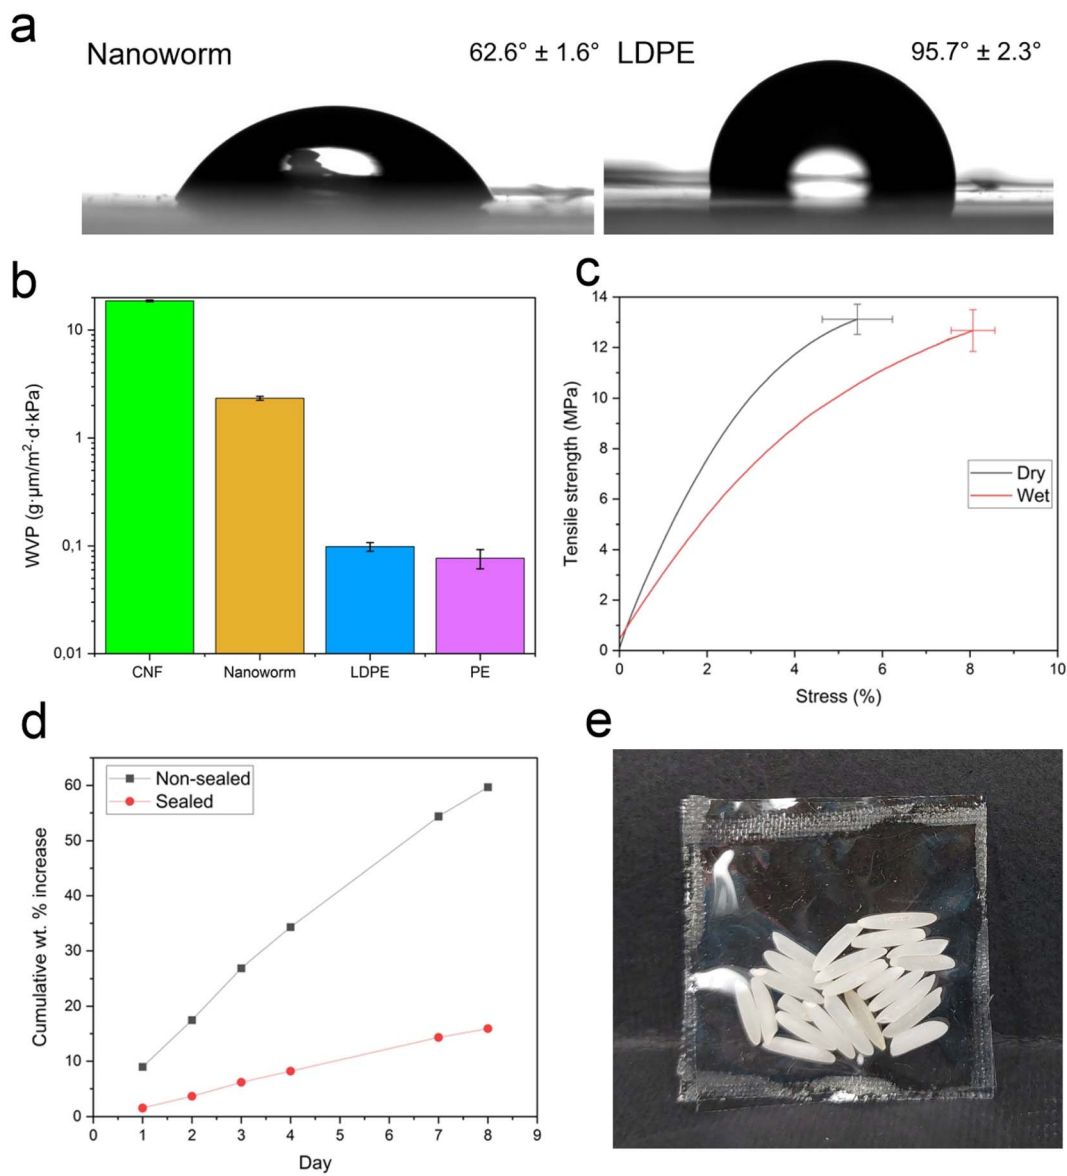 a
Nanoworm 62.6° ± 1.6°
LDPE 95.7° ± 2.3°
b
WVP (g·µm/m²·d·kPa)
10
1
0,1
0,01
CNF Nanoworm LDPE PE
c
Tensile strength (MPa)
14
12
10
8
6
4
2
0
Dry
Wet
0 2 4 6 8 10
Stress (%)
d
Cumulative wt. % increase
60
50
40
30
20
10
0
Non-sealed
Sealed
0 1 2 3 4 5 6 7 8 9
Day
e